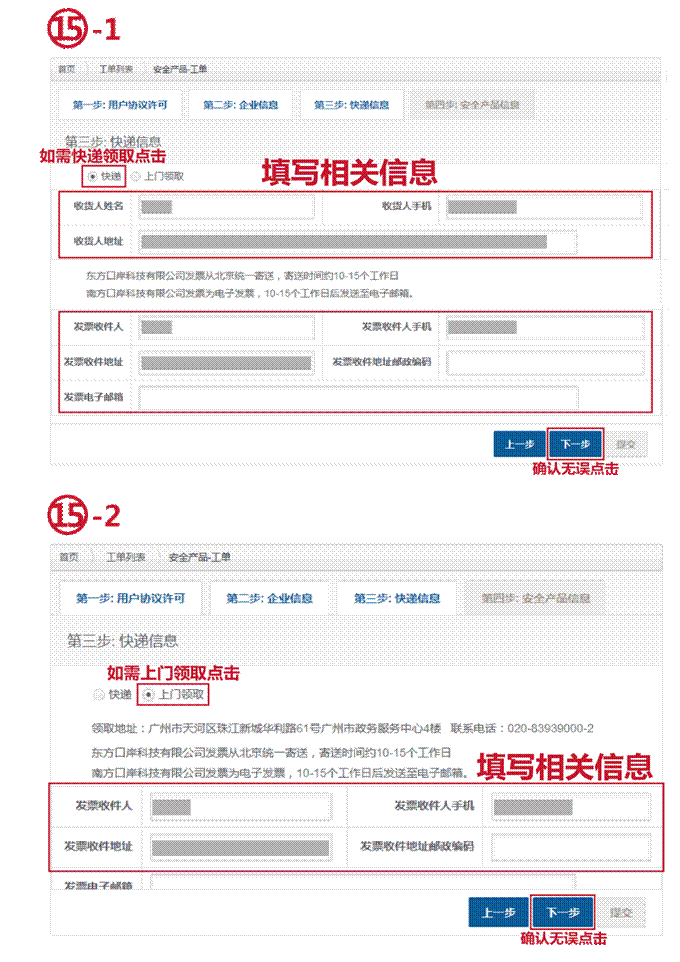 ⑮-1
首页 工单列表 安全产品-工单
第一步: 用户协议许可 第二步: 企业信息 第三步: 快递信息 第四步: 安全产品信息
第三步: 快递信息
如需快递领取点击
快递 上门领取 填写相关信息
收货人姓名 收货人手机
收货人地址
东方口岸科技有限公司发票从北京统一寄送，寄送时间约10-15个工作日
南方口岸科技有限公司发票为电子发票，10-15个工作日后发送至电子邮箱。
发票收件人 发票收件人手机
发票收件地址 发票收件地址邮政编码
发票电子邮箱
上一步 下一步 提交
确认无误点击
⑮-2
首页 工单列表 安全产品-工单
第一步: 用户协议许可 第二步: 企业信息 第三步: 快递信息 第四步: 安全产品信息
第三步: 快递信息
如需上门领取点击
快递 上门领取
领取地址：广州市天河区珠江新城华利路61号广州市政务服务中心4楼 联系电话：020-83939000-2
东方口岸科技有限公司发票从北京统一寄送，寄送时间约10-15个工作日
南方口岸科技有限公司发票为电子发票，10-15个工作日后发送至电子邮箱。
填写相关信息
发票收件人 发票收件人手机
发票收件地址 发票收件地址邮政编码
发票电子邮箱
上一步 下一步 提交
确认无误点击